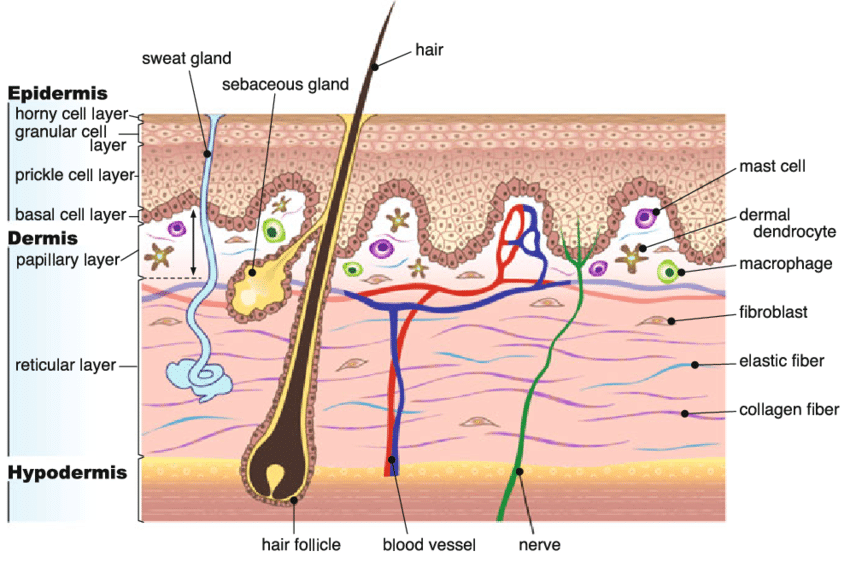 sweat gland
hair
sebaceous gland
Epidermis
horny cell layer
granular cell
layer
prickle cell layer
basal cell layer
Dermis
papillary layer
reticular layer
Hypodermis
mast cell
dermal
dendrocyte
macrophage
fibroblast
elastic fiber
collagen fiber
hair follicle
blood vessel
nerve